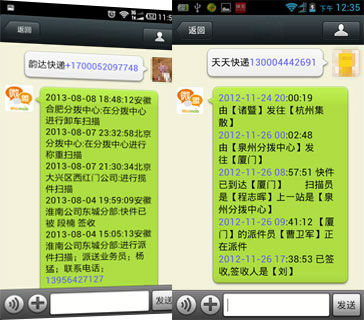 11:5
返回
韵达快递+1700052097748
2013-08-08 18:48:12安徽
合肥分拨中心:在分拨中心
进行卸车扫描
2013-08-07 23:32:58北京
分拨中心:在分拨中心进行
称重扫描
2013-08-07 21:30:34北京
大兴区西红门公司:进行揽
件扫描
2013-08-04 19:59:09安徽
淮南公司东城分部:快件已
被 段楠 签收
2013-08-04 15:05:13安徽
淮南公司东城分部:进行派
件扫描；派送业务员；杨
猛；联系电话；
13956427127
发送
下午 12:35
返回
天天快递130004442691
2012-11-24 20:00:19
由【诸暨】发往【杭州集
散】
2012-11-26 00:02:48
由【泉州分拨中心】发
往【厦门】
2012-11-26 08:57:51 快件
已到达【厦门】 扫描员
是【程志晖】上一站是【泉
州分拨中心】
2012-11-26 09:41:12 【厦
门】的派件员【曹卫军】正
在派件
2012-11-26 17:38:53 已签
收,签收人是【刘】
发送